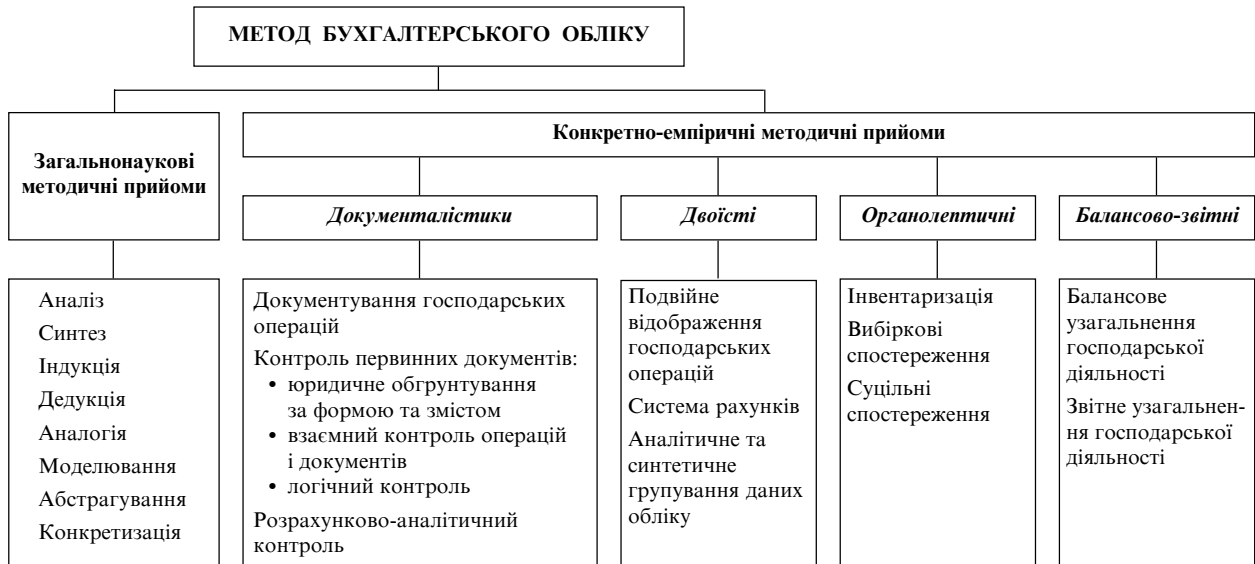 МЕТОД БУХГАЛТЕРСЬКОГО ОБЛІКУ
Загальнонаукові
методичні прийоми
Конкретно-емпіричні методичні прийоми
Документалістики
Двоїсті
Органолептичні
Балансово-звітні
Аналіз
Синтез
Індукція
Дедукція
Аналогія
Моделювання
Абстрагування
Конкретизація
Документування господарських
операцій
Контроль первинних документів:
• юридичне обгрунтування
за формою та змістом
• взаємний контроль операцій
і документів
• логічний контроль
Розрахунково-аналітичний
контроль
Подвійне
відображення
господарських
операцій
Система рахунків
Аналітичне та
синтетичне
групування даних
обліку
Інвентаризація
Вибіркові
спостереження
Суцільні
спостереження
Балансове
узагальнення
господарської
діяльності
Звітне узагальнен-
ня господарської
діяльності